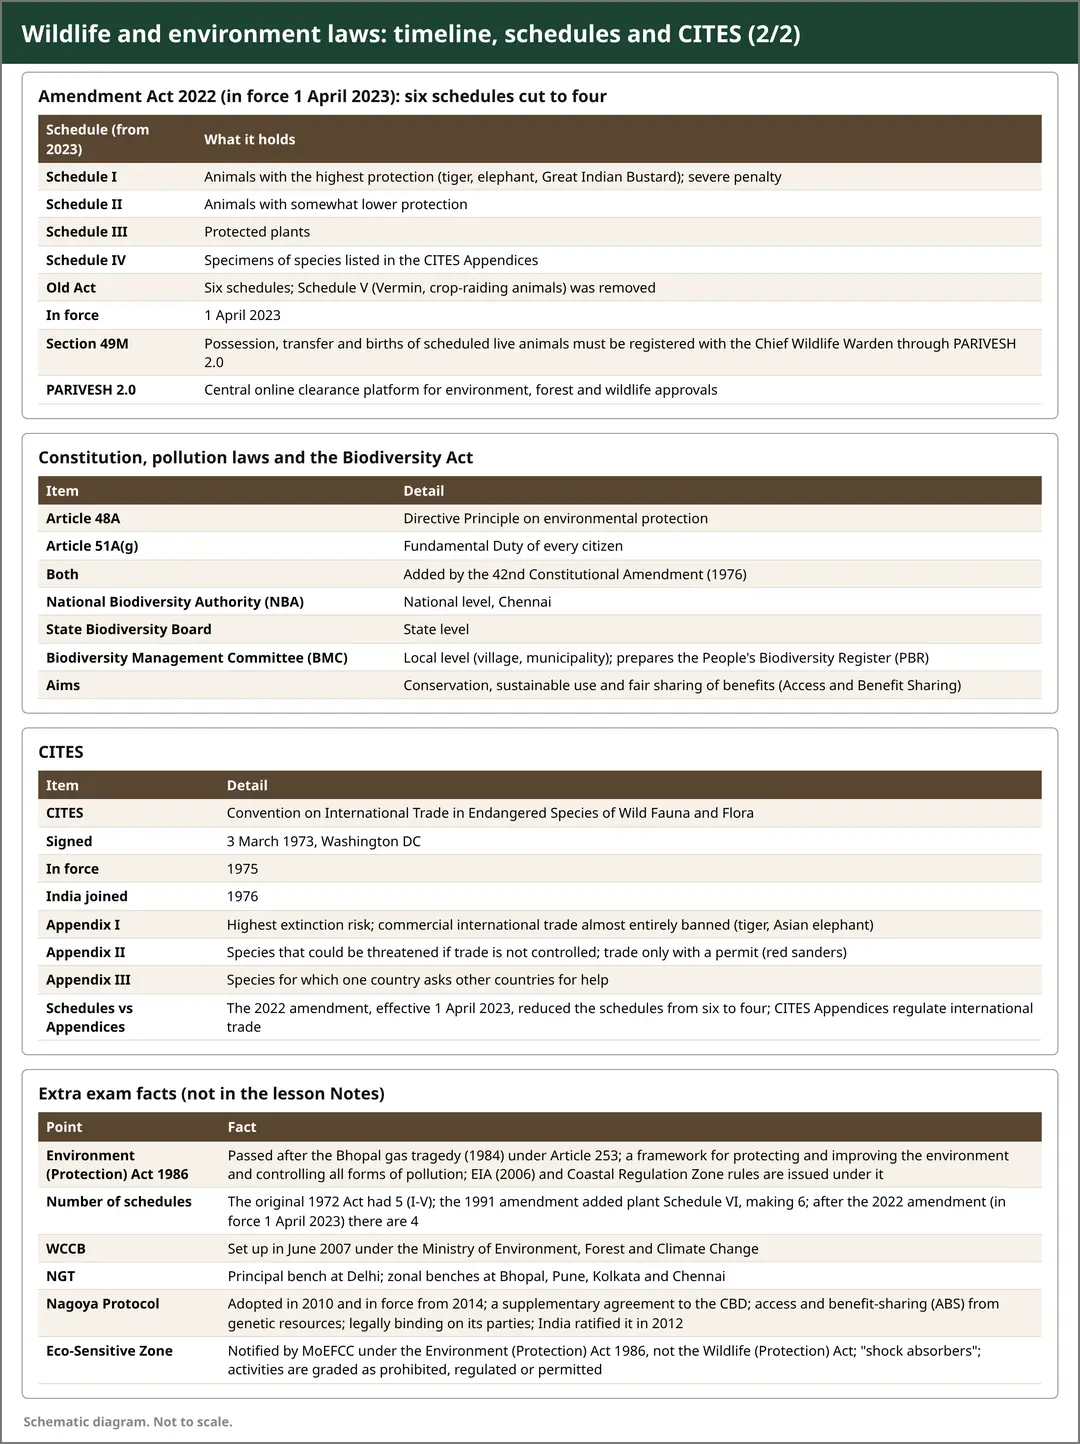 Wildlife and environment laws: timeline, schedules and CITES (2/2)
Amendment Act 2022 (in force 1 April 2023): six schedules cut to four
Schedule (from 2023) What it holds
Schedule I Animals with the highest protection (tiger, elephant, Great Indian Bustard); severe penalty
Schedule II Animals with somewhat lower protection
Schedule III Protected plants
Schedule IV Specimens of species listed in the CITES Appendices
Old Act Six schedules; Schedule V (Vermin, crop-raiding animals) was removed
In force 1 April 2023
Section 49M Possession, transfer and births of scheduled live animals must be registered with the Chief Wildlife Warden through PARIVESH
2.0
PARIVESH 2.0 Central online clearance platform for environment, forest and wildlife approvals
Constitution, pollution laws and the Biodiversity Act
Item Detail
Article 48A Directive Principle on environmental protection
Article 51A(g) Fundamental Duty of every citizen
Both Added by the 42nd Constitutional Amendment (1976)
National Biodiversity Authority (NBA) National level, Chennai
State Biodiversity Board State level
Biodiversity Management Committee (BMC) Local level (village, municipality); prepares the People's Biodiversity Register (PBR)
Aims Conservation, sustainable use and fair sharing of benefits (Access and Benefit Sharing)
CITES
Item Detail
CITES Convention on International Trade in Endangered Species of Wild Fauna and Flora
Signed 3 March 1973, Washington DC
In force 1975
India joined 1976
Appendix I Highest extinction risk; commercial international trade almost entirely banned (tiger, Asian elephant)
Appendix II Species that could be threatened if trade is not controlled; trade only with a permit (red sanders)
Appendix III Species for which one country asks other countries for help
Schedules vs Appendices The 2022 amendment, effective 1 April 2023, reduced the schedules from six to four; CITES Appendices regulate international
trade
Extra exam facts (not in the lesson Notes)
Point Fact
Environment (Protection) Act 1986 Passed after the Bhopal gas tragedy (1984) under Article 253; a framework for protecting and improving the environment
and controlling all forms of pollution; EIA (2006) and Coastal Regulation Zone rules are issued under it
Number of schedules The original 1972 Act had 5 (I-V); the 1991 amendment added plant Schedule VI, making 6; after the 2022 amendment (in
force 1 April 2023) there are 4
WCCB Set up in June 2007 under the Ministry of Environment, Forest and Climate Change
NGT Principal bench at Delhi; zonal benches at Bhopal, Pune, Kolkata and Chennai
Nagoya Protocol Adopted in 2010 and in force from 2014; a supplementary agreement to the CBD; access and benefit-sharing (ABS) from
genetic resources; legally binding on its parties; India ratified it in 2012
Eco-Sensitive Zone Notified by MoEFCC under the Environment (Protection) Act 1986, not the Wildlife (Protection) Act; "shock absorbers";
activities are graded as prohibited, regulated or permitted
Schematic diagram. Not to scale.